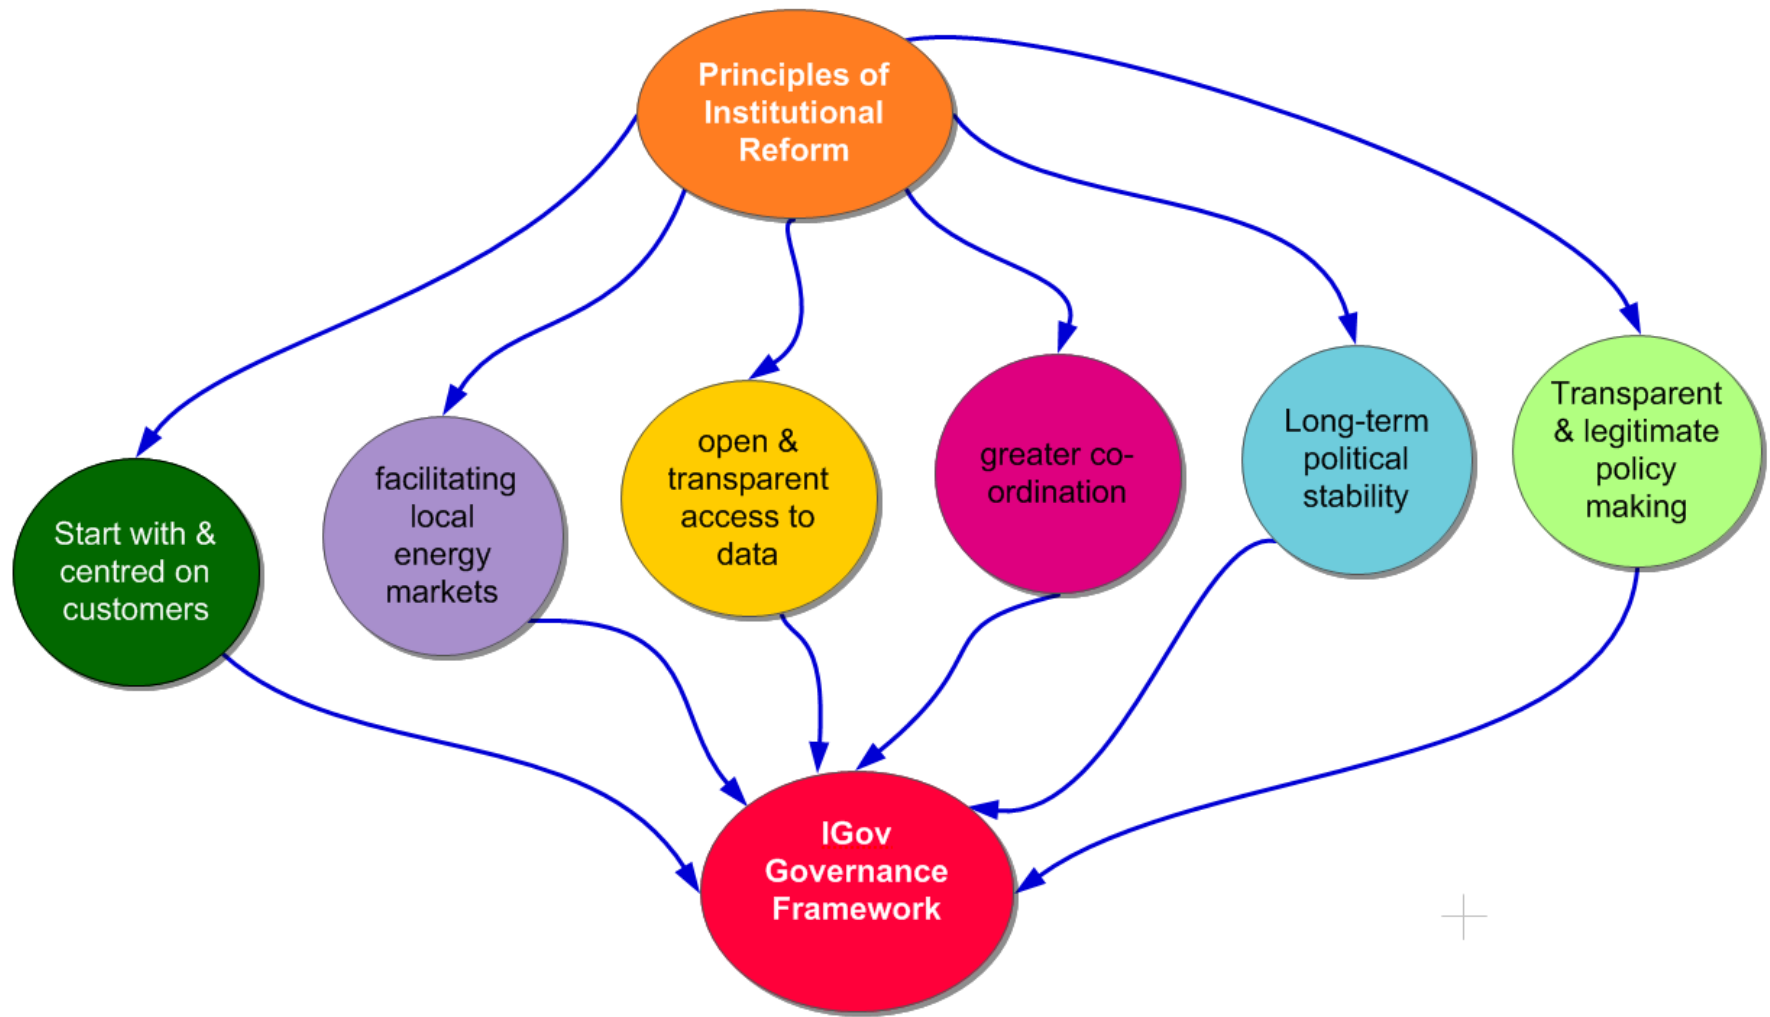 Principles of
Institutional
Reform
Start with &
centred on
customers
facilitating
local
energy
markets
open &
transparent
access to
data
greater co-
ordination
Long-term
political
stability
Transparent
& legitimate
policy
making
IGov
Governance
Framework